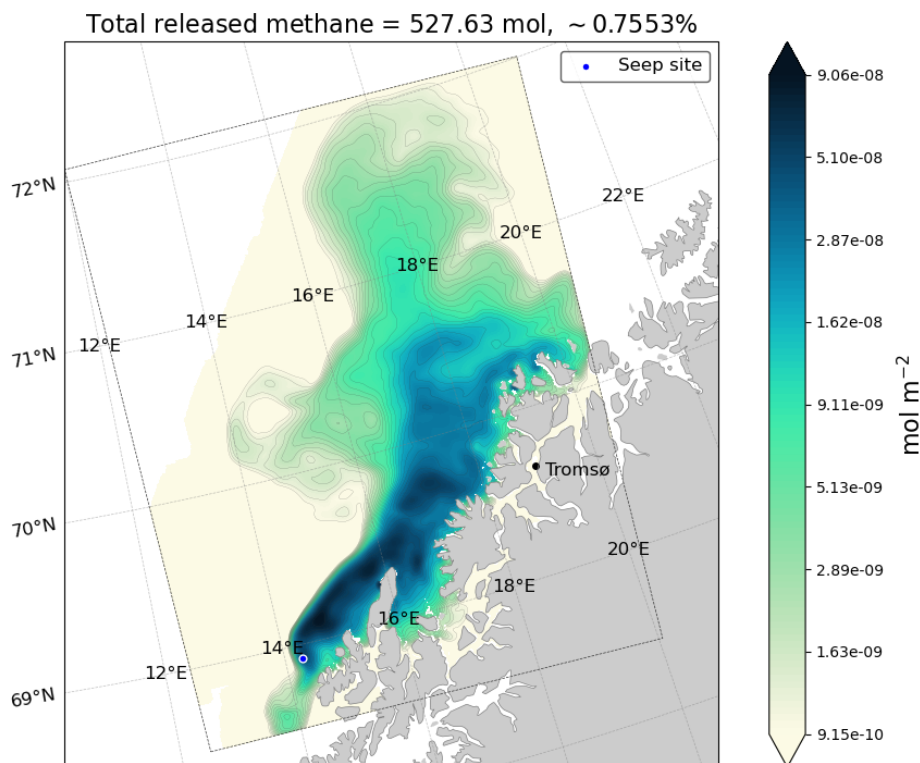 Total released methane = 527.63 mol, ~0.7553%
Seep site
72°N
71°N
70°N
69°N
22°E
20°E
18°E
16°E
14°E
12°E
Tromsø
20°E
18°E
16°E
14°E
12°E
9.06e-08
5.10e-08
2.87e-08
1.62e-08
9.11e-09
5.13e-09
2.89e-09
1.63e-09
9.15e-10
mol m⁻²